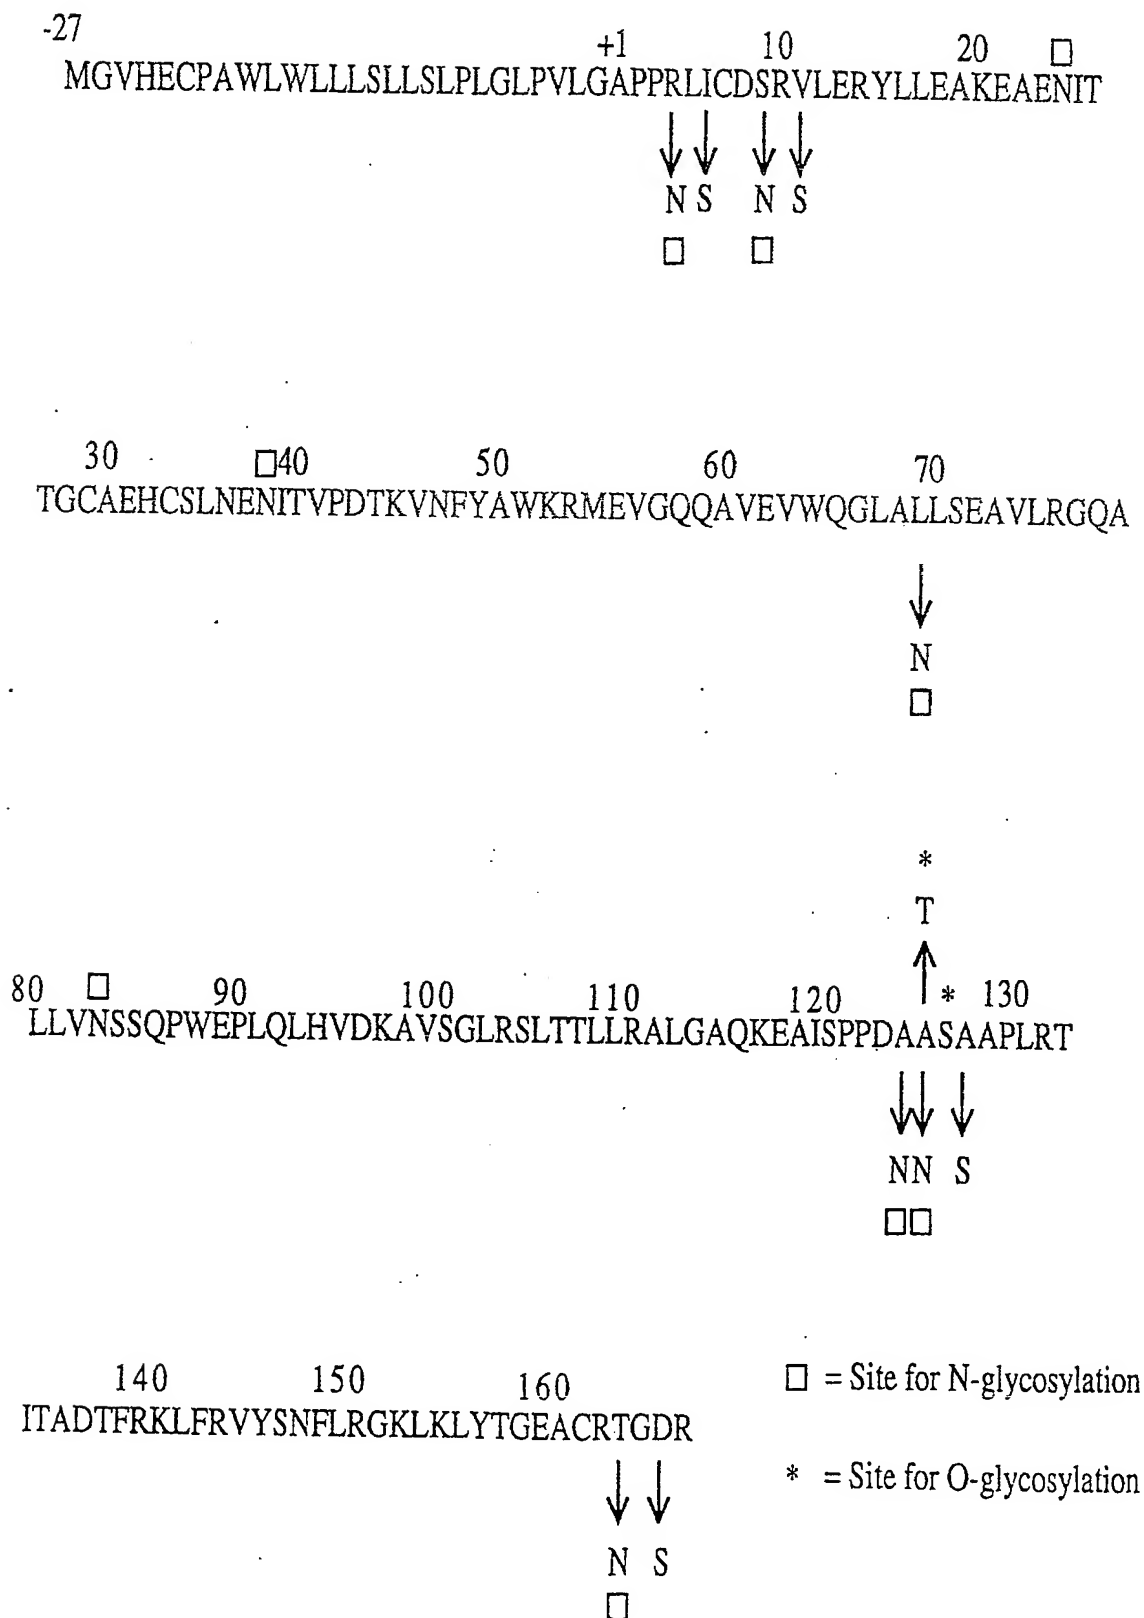 -27 +1 10 20 □
MGVHECPAWLWLLLSLLSLPLGLPVLGAPPRLICDSRVLERYLLEAKEAENIT
N S N S
□ □
30 □40 50 60 70
TGCAEHCSLNENITVPDTKVNFYAWKRMEVGQQAVEVWQGLALLSEAVLRGQA
N
□
*
T
80 □ 90 100 110 120 * 130
LLVNSSQPWEPLQLHVDKAVSGLRSLTTLLRALGAQKEAISPPDAASAAPLRT
NN S
□□
140 150 160
ITADTFRKLFRVYSNFLRGKLKLYTGEACRTGDR
□ = Site for N-glycosylation
* = Site for O-glycosylation
N S
□